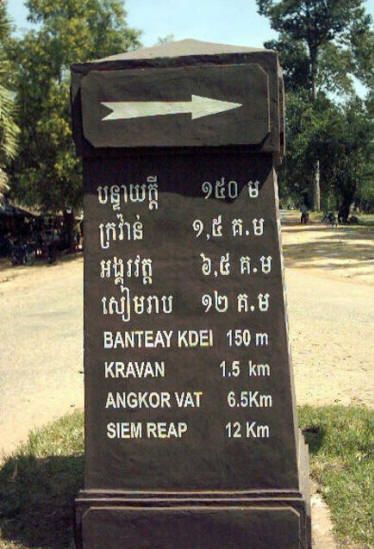 បន្ទាយក្តី ១៥០ ម
ក្រវ៉ាន់ ១,៥ គ.ម
អង្គរវត្ត ៦,៥ គ.ម
សៀមរាប ១២ គ.ម
BANTEAY KDEI 150 m
KRAVAN 1.5 km
ANGKOR VAT 6.5Km
SIEM REAP 12 Km